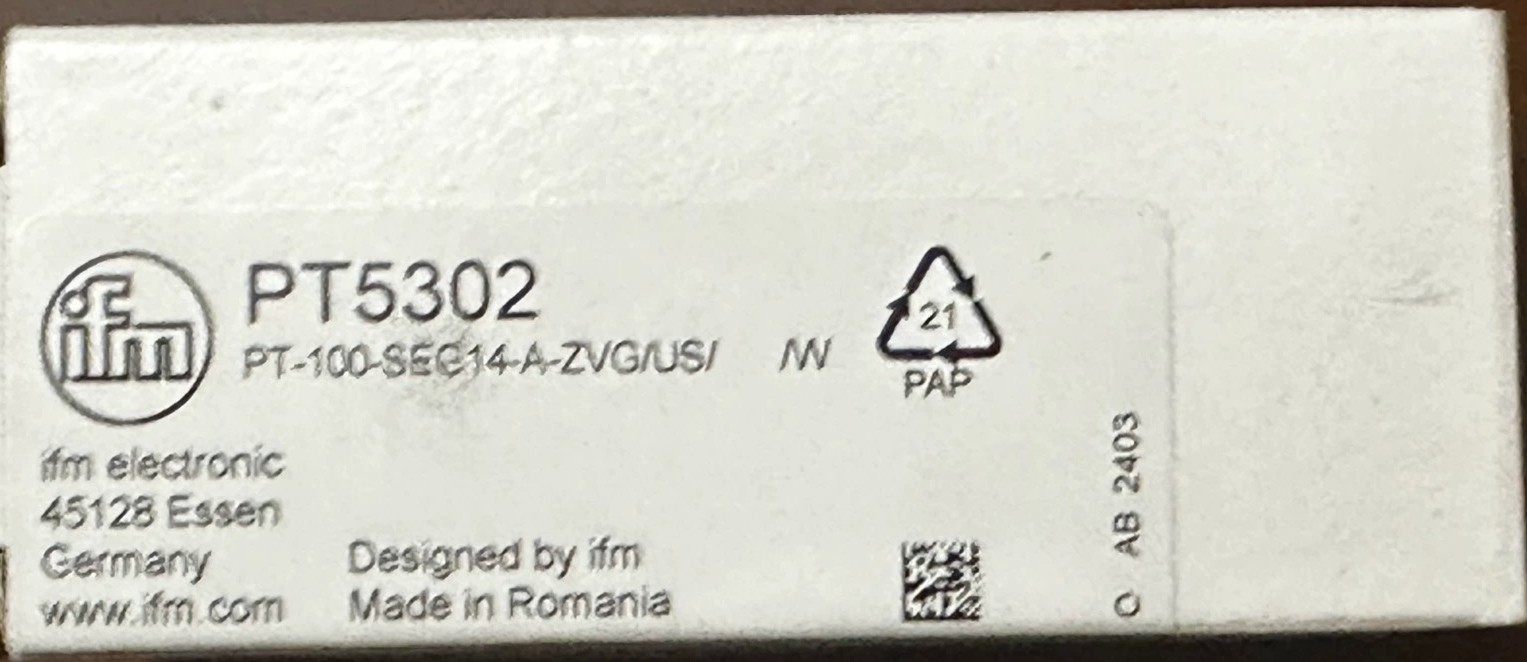 ifm
PT5302
PT-100-SEG14-A-ZVG/US/ /W
21
PAP
ifm electronic
45128 Essen
Germany
www.ifm.com
Designed by ifm
Made in Romania
O AB 2403